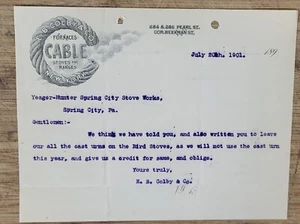 FURNACES
CABLE
STOVES AND
RANGES
284 & 286 PEARL ST.
COR. BEEKMAN ST.
July 20th. 1901.
Yeager-Hunter Spring City Stove Works,
Spring City, Pa.
Gentlemen:-
We think we have told you, and also written you to leave
our all the cast urns on the Bird Stoves, as we will not use the cast urn
this year, and give us a credit for same, and oblige.
Yours truly,
E. B. Colby & Co.